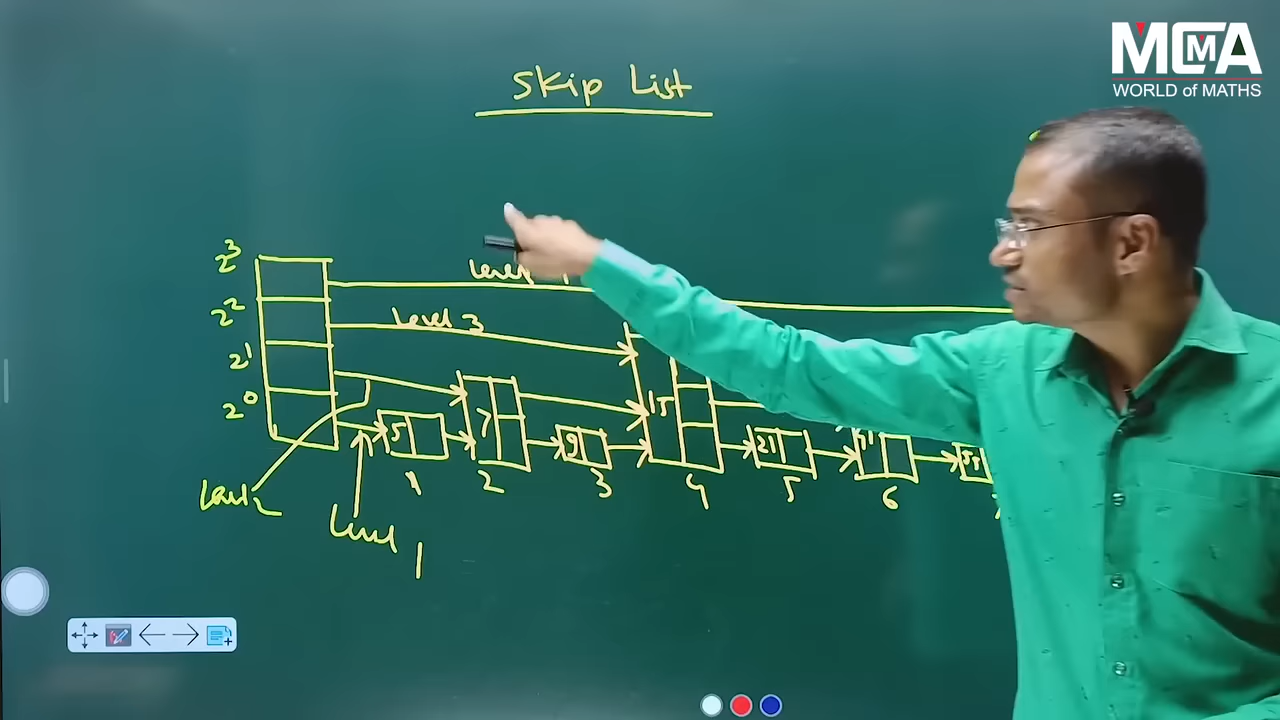 MCMA
WORLD of MATHS
Skip List
2³
2²
2¹
2⁰
Level
Level 3
15
5
7
9
21
1
2
3
4
5
6
Level 2
Level 1